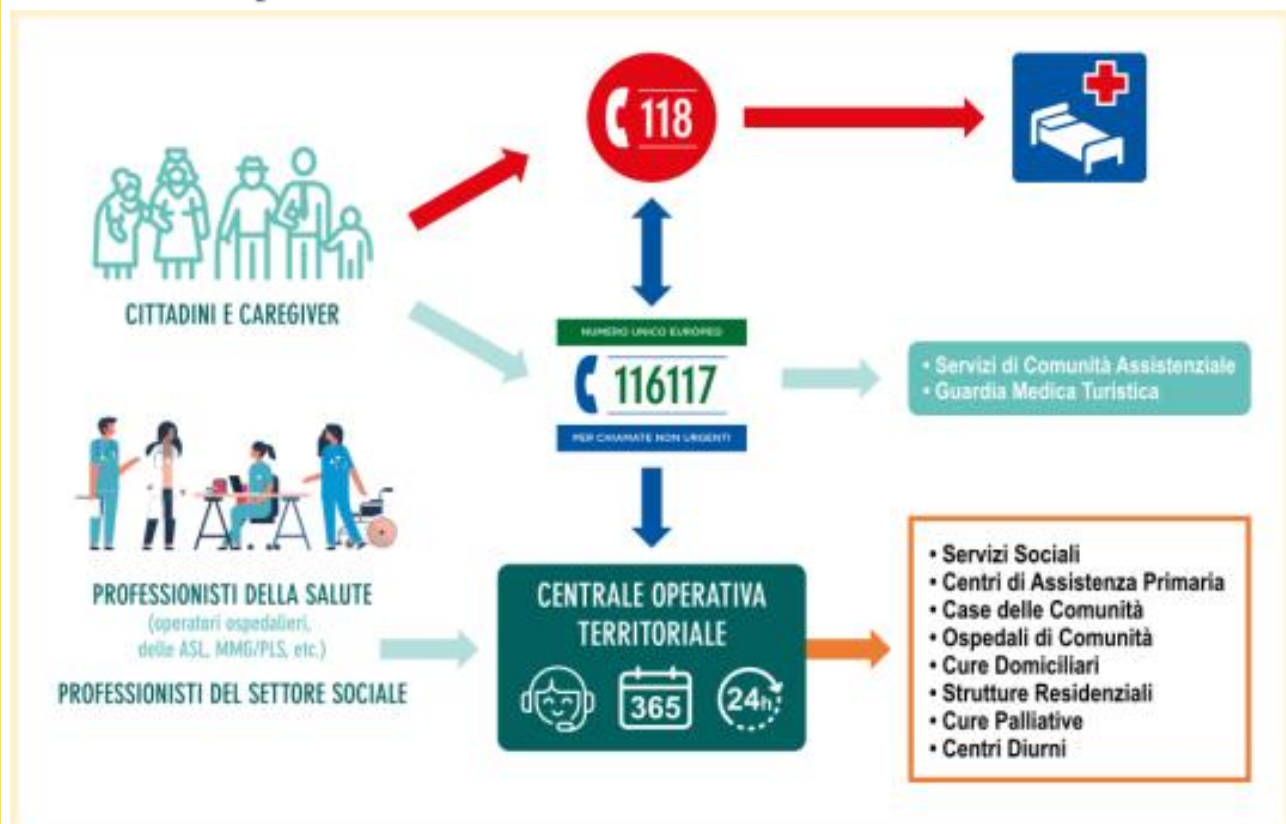 118
CITTADINI E CAREGIVER
NUMERO UNICO EUROPEO
116117
PER CHIAMATE NON URGENTI
• Servizi di Comunità Assistenziale
• Guardia Medica Turistica
PROFESSIONISTI DELLA SALUTE
(operatori ospedalieri,
delle ASL, MMG/PLS, etc.)
PROFESSIONISTI DEL SETTORE SOCIALE
CENTRALE OPERATIVA
TERRITORIALE
365
24h
• Servizi Sociali
• Centri di Assistenza Primaria
• Case delle Comunità
• Ospedali di Comunità
• Cure Domiciliari
• Strutture Residenziali
• Cure Palliative
• Centri Diurni